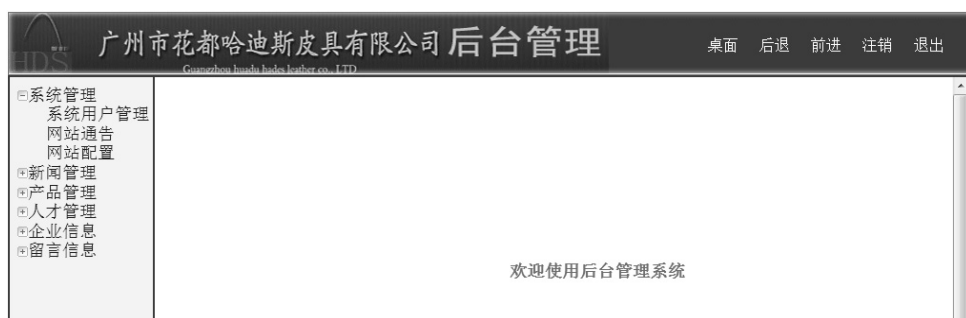 HDS
广州市花都哈迪斯皮具有限公司 后台管理
Guangzhou huadu hades leather co., LTD
桌面 后退 前进 注销 退出
系统管理
系统用户管理
网站通告
网站配置
新闻管理
产品管理
人才管理
企业信息
留言信息
欢迎使用后台管理系统